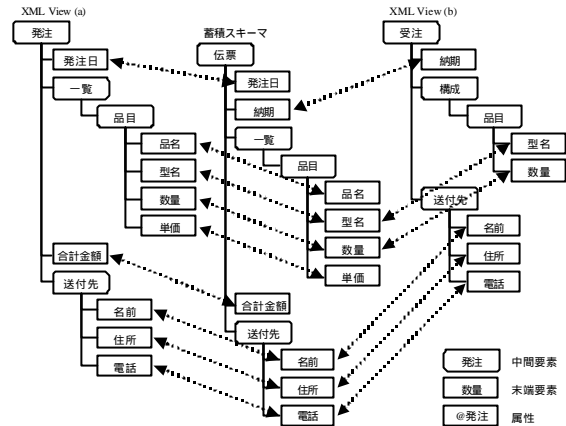 XML View (a)
発注
発注日
一覧
品目
品名
型名
数量
単価
合計金額
送付先
名前
住所
電話
蓄積スキーマ
伝票
発注日
納期
一覧
品目
品名
型名
数量
単価
合計金額
送付先
名前
住所
電話
XML View (b)
受注
納期
構成
品目
型名
数量
送付先
名前
住所
電話
発注 中間要素
数量 末端要素
@発注 属性